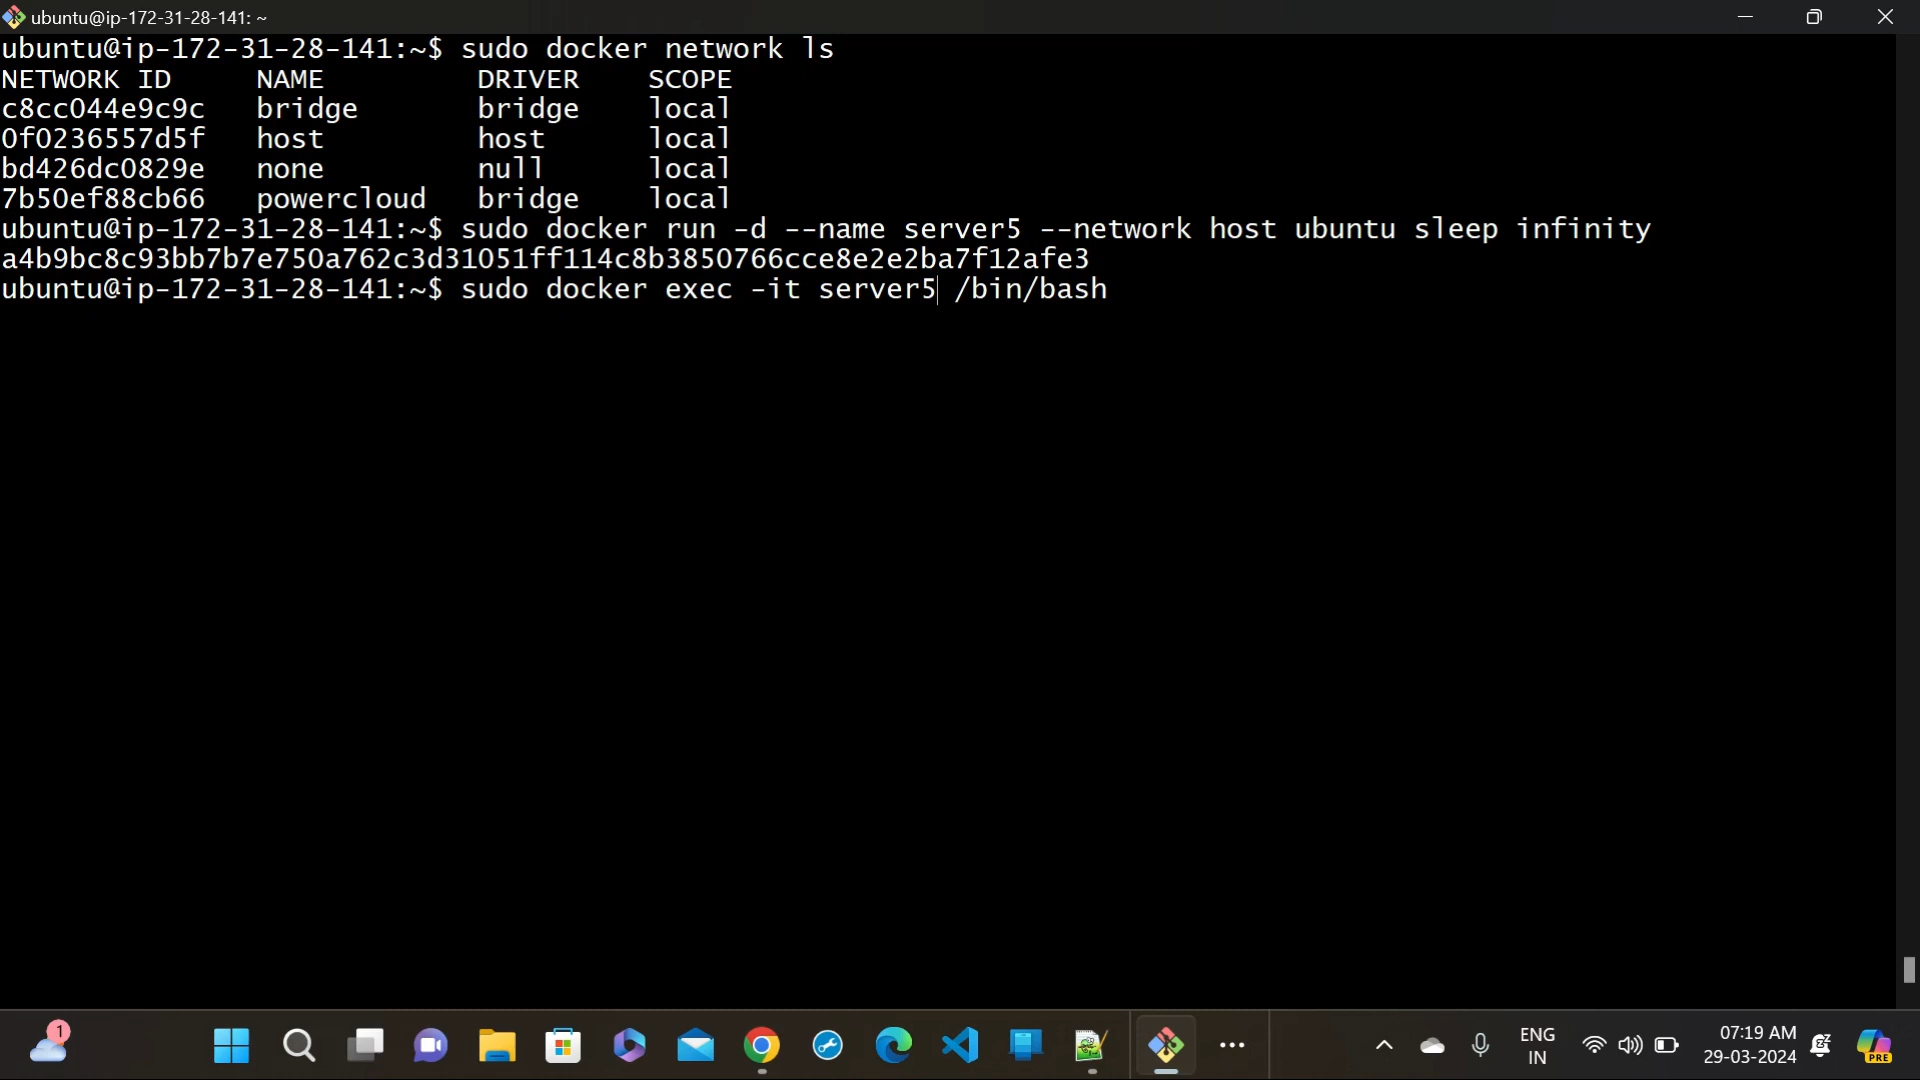 ubuntu@ip-172-31-28-141: ~
ubuntu@ip-172-31-28-141:~$ sudo docker network ls
NETWORK ID     NAME         DRIVER    SCOPE
c8cc044e9c9c   bridge       bridge    local
0f0236557d5f   host         host      local
bd426dc0829e   none         null      local
7b50ef88cb66   powercloud   bridge    local
ubuntu@ip-172-31-28-141:~$ sudo docker run -d --name server5 --network host ubuntu sleep infinity
a4b9bc8c93bb7b7e750a762c3d31051ff114c8b3850766cce8e2e2ba7f12afe3
ubuntu@ip-172-31-28-141:~$ sudo docker exec -it server5 /bin/bash
1
ENG
IN
07:19 AM
29-03-2024
PRE